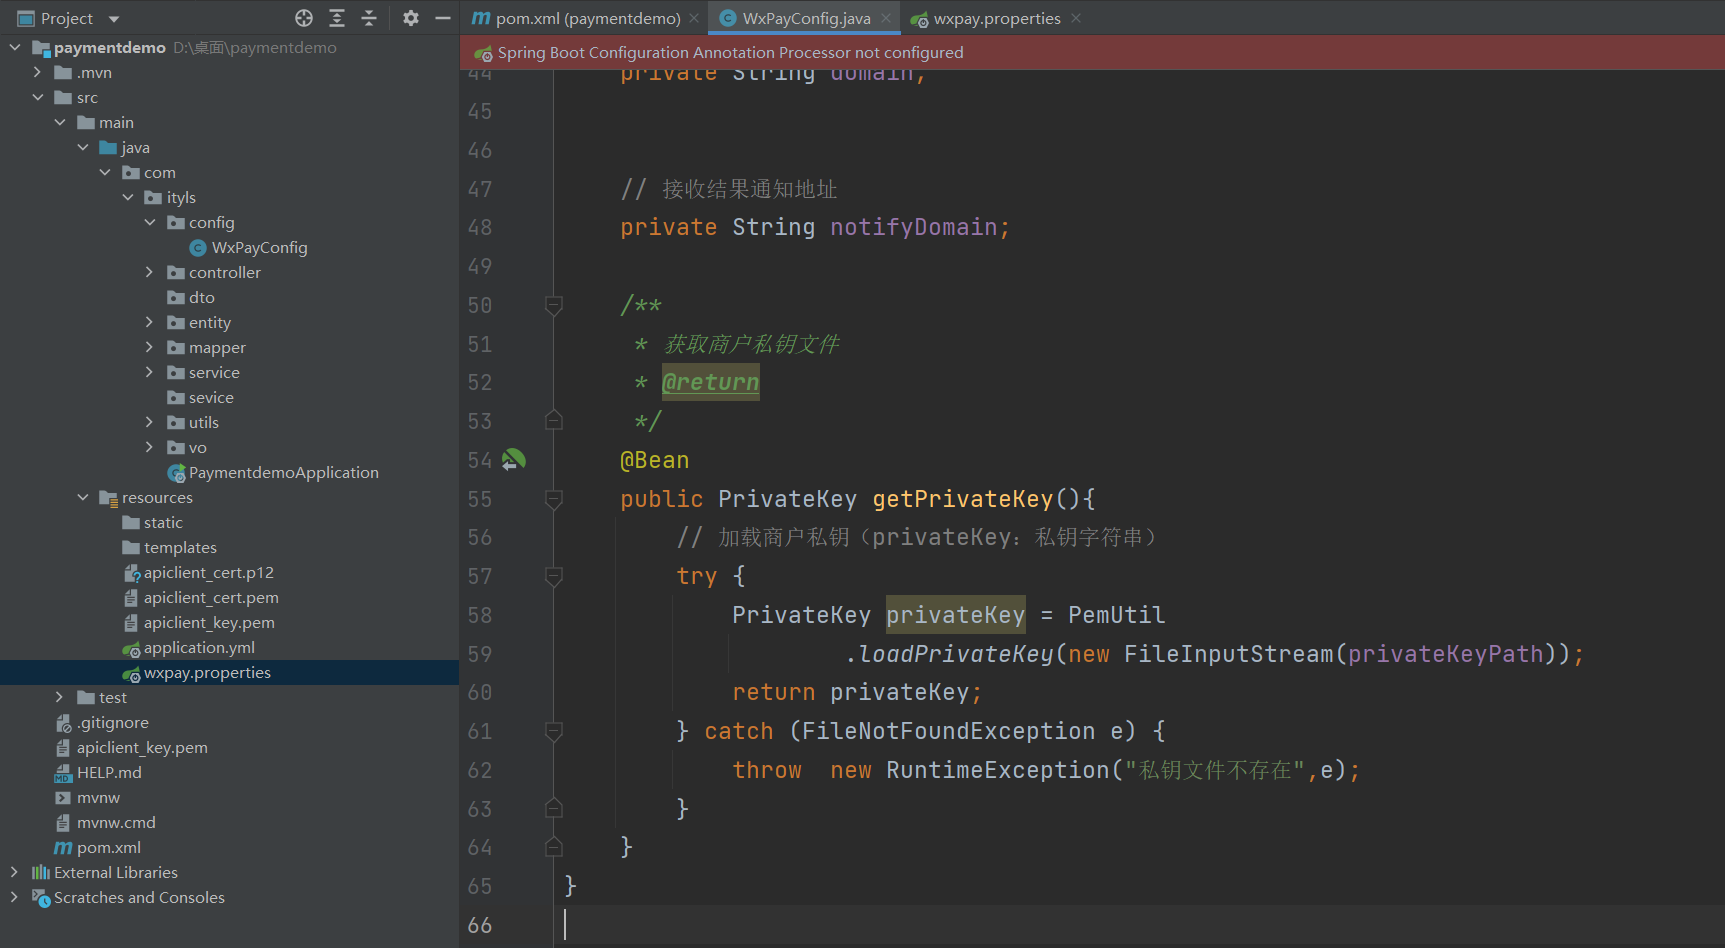 Project
paymentdemo D:\桌面\paymentdemo
.mvn
src
main
java
com
ityls
config
WxPayConfig
controller
dto
entity
mapper
service
sevice
utils
vo
PaymentdemoApplication
resources
static
templates
apiclient_cert.p12
apiclient_cert.pem
apiclient_key.pem
application.yml
wxpay.properties
test
.gitignore
apiclient_key.pem
HELP.md
mvnw
mvnw.cmd
pom.xml
External Libraries
Scratches and Consoles
pom.xml (paymentdemo) WxPayConfig.java wxpay.properties
Spring Boot Configuration Annotation Processor not configured
44 private String domain;
45
46
47 // 接收结果通知地址
48 private String notifyDomain;
49
50 /**
51 * 获取商户私钥文件
52 * @return
53 */
54 @Bean
55 public PrivateKey getPrivateKey(){
56 // 加载商户私钥（privateKey：私钥字符串）
57 try {
58 PrivateKey privateKey = PemUtil
59 .loadPrivateKey(new FileInputStream(privateKeyPath));
60 return privateKey;
61 } catch (FileNotFoundException e) {
62 throw  new RuntimeException("私钥文件不存在",e);
63 }
64 }
65 }
66